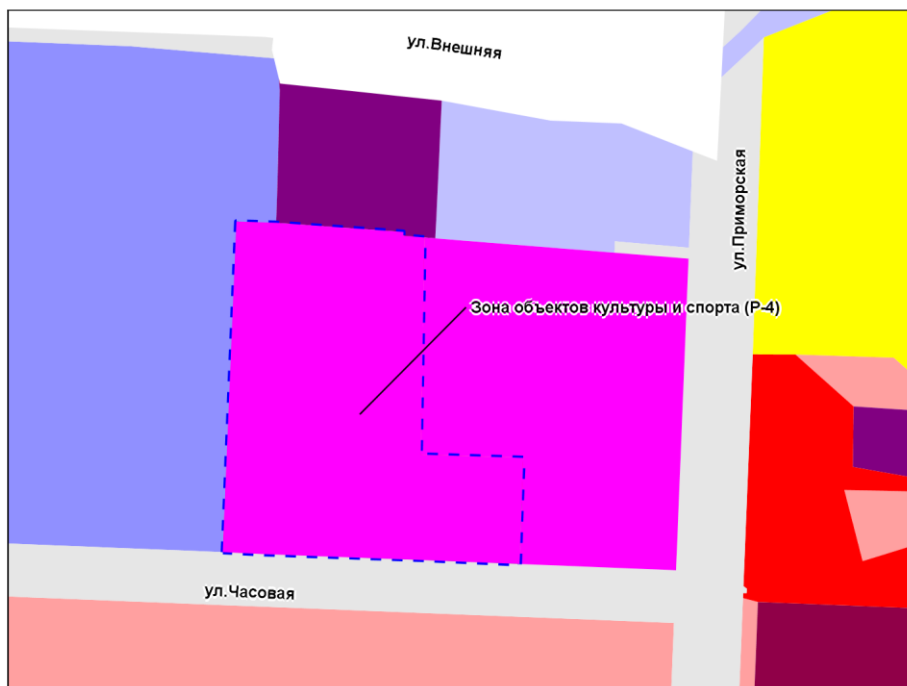 ул.Внешняя
ул.Приморская
Зона объектов культуры и спорта (Р-4)
ул.Часовая